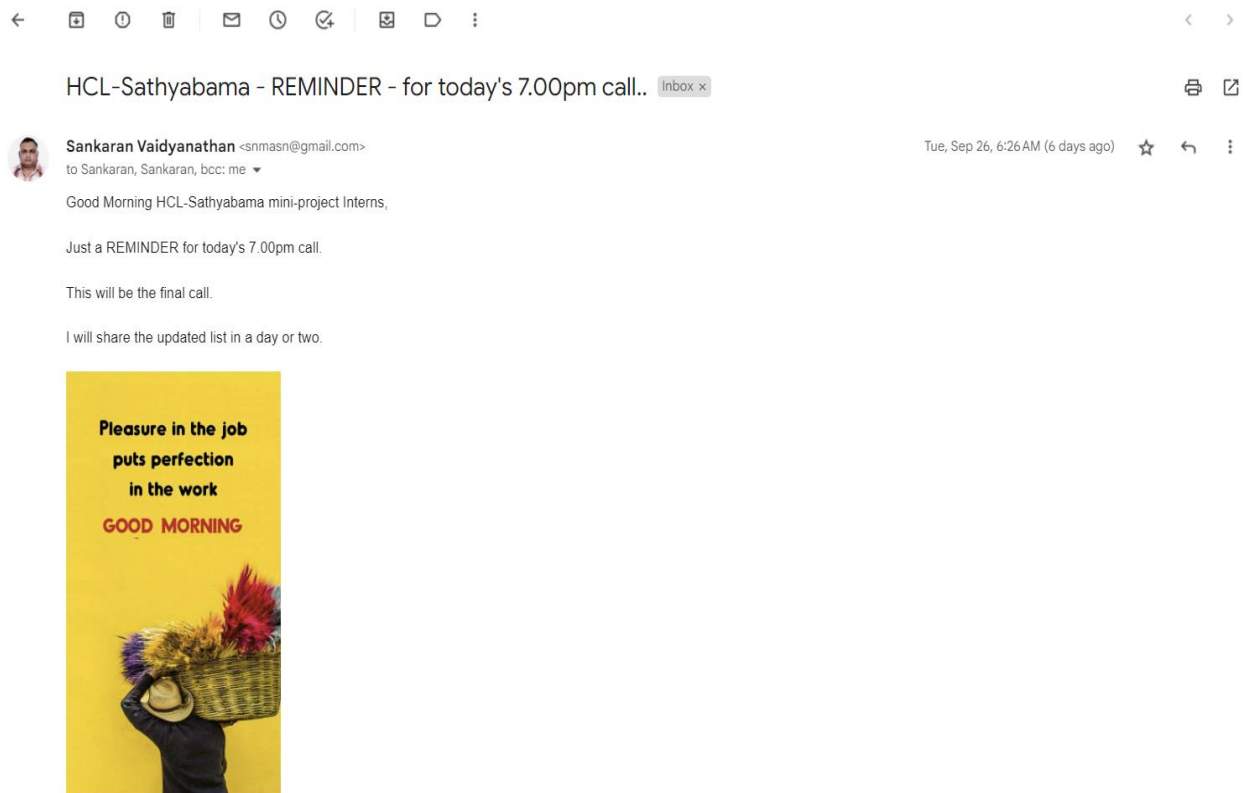 HCL-Sathyabama - REMINDER - for today's 7.00pm call.. Inbox ×
Sankaran Vaidyanathan <snmasn@gmail.com> Tue, Sep 26, 6:26 AM (6 days ago)
to Sankaran, Sankaran, bcc: me
Good Morning HCL-Sathyabama mini-project Interns,
Just a REMINDER for today's 7.00pm call.
This will be the final call.
I will share the updated list in a day or two.
Pleasure in the job
puts perfection
in the work
GOOD MORNING